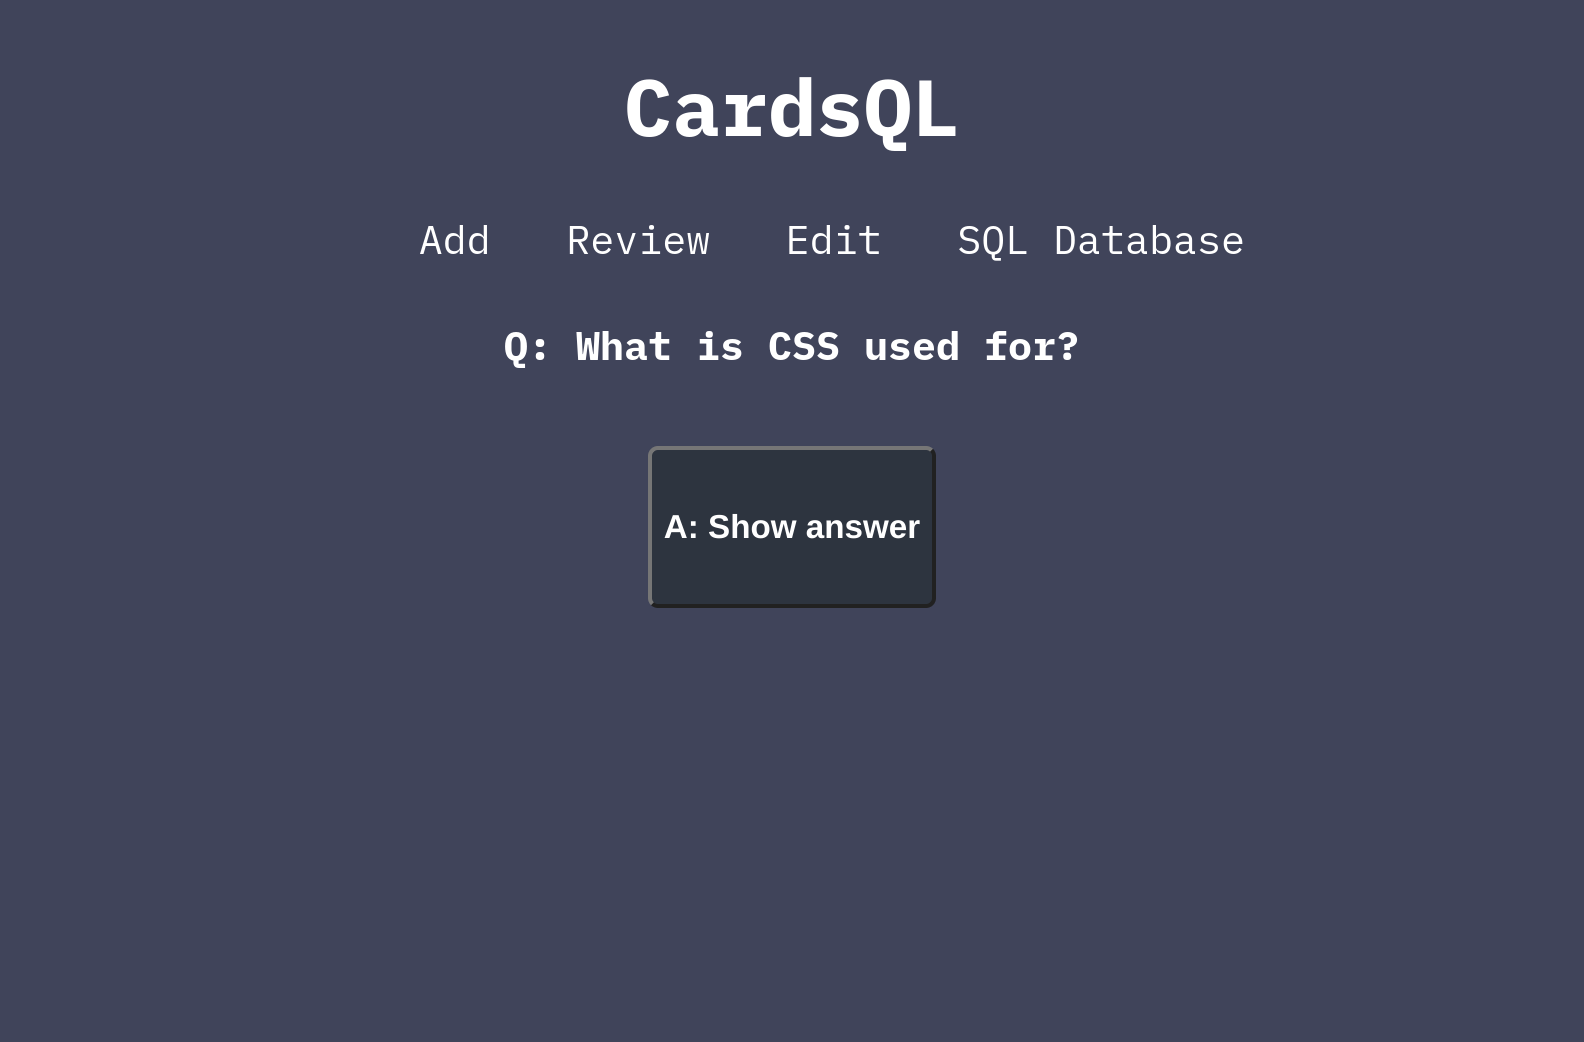 CardsQL
Add Review Edit SQL Database
Q: What is CSS used for?
A: Show answer